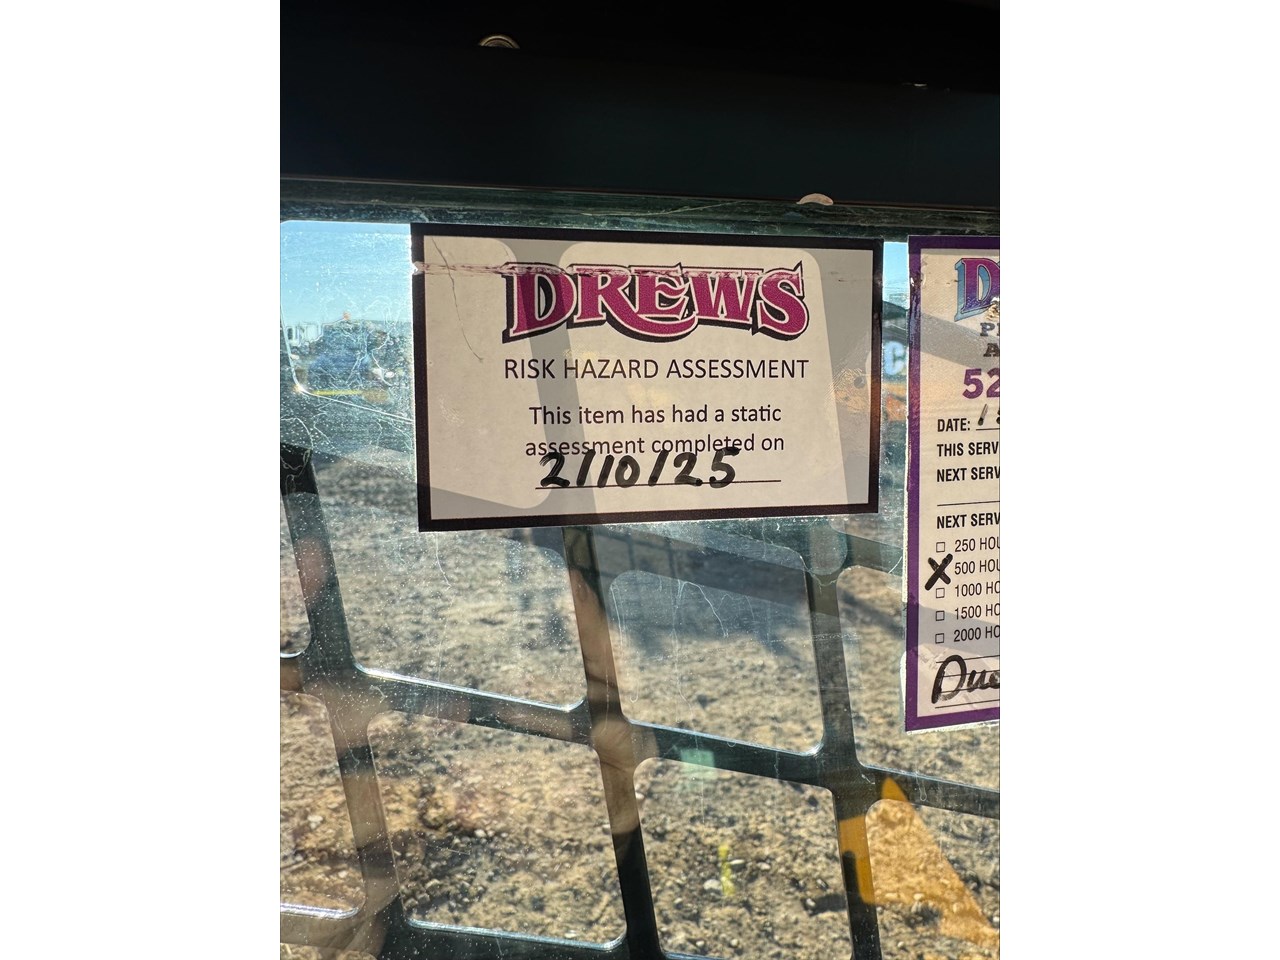 DREWS
RISK HAZARD ASSESSMENT
This item has had a static
assessment completed on
2/10/25
52
DATE:
THIS SERV
NEXT SERV
NEXT SERV
☐ 250 HOU
X 500 HOU
☐ 1000 HO
☐ 1500 HO
☐ 2000 HO